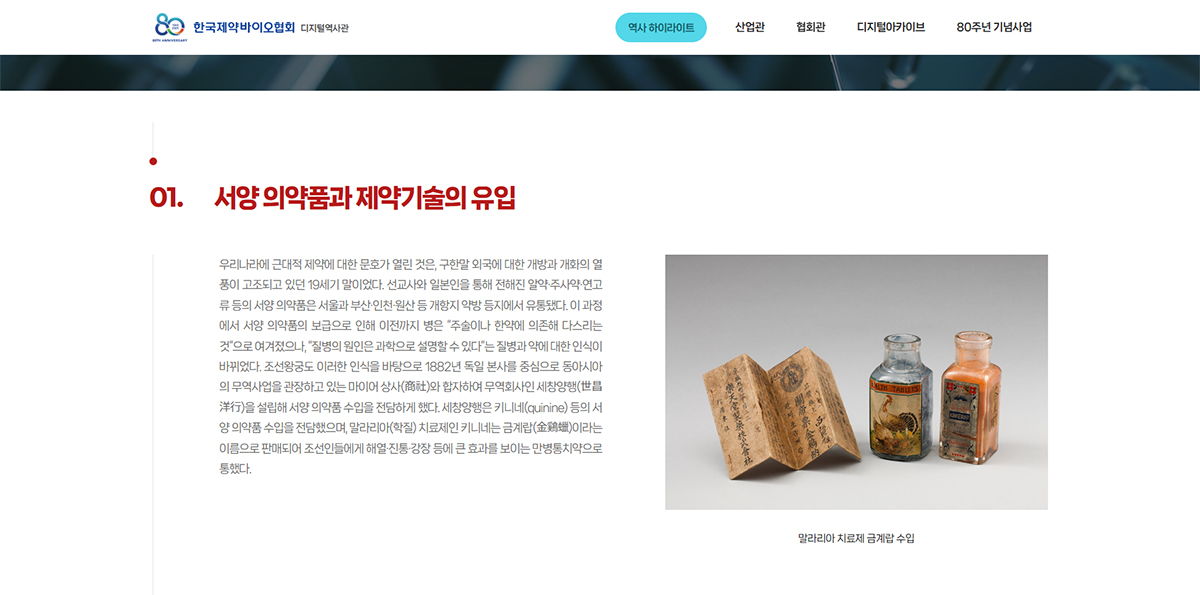 80
80TH ANNIVERSARY
한국제약바이오협회 디지털역사관
역사 하이라이트
산업관
협회관
디지털아카이브
80주년 기념사업
01. 서양 의약품과 제약기술의 유입
우리나라에 근대적 제약에 대한 문호가 열린 것은, 구한말 외국에 대한 개방과 개화의 열
풍이 고조되고 있던 19세기 말이었다. 선교사와 일본인을 통해 전해진 알약·주사약·연고
류 등의 서양 의약품은 서울과 부산·인천·원산 등 개항지 약방 등지에서 유통됐다. 이 과정
에서 서양 의약품의 보급으로 인해 이전까지 병은 “주술이나 한약에 의존해 다스리는
것”으로 여겨졌으나, “질병의 원인은 과학으로 설명할 수 있다”는 질병과 약에 대한 인식이
바뀌었다. 조선왕궁도 이러한 인식을 바탕으로 1882년 독일 본사를 중심으로 동아시아
의 무역사업을 관장하고 있는 마이어 상사(商社)와 합자하여 무역회사인 세창양행(世昌
洋行)을 설립해 서양 의약품 수입을 전담하게 했다. 세창양행은 키니네(quinine) 등의 서
양 의약품 수입을 전담했으며, 말라리아(학질) 치료제인 키니네는 금계랍(金鷄蠟)이라는
이름으로 판매되어 조선인들에게 해열·진통·강장 등에 큰 효과를 보이는 만병통치약으로
통했다.
TABLETS
말라리아 치료제 금계랍 수입